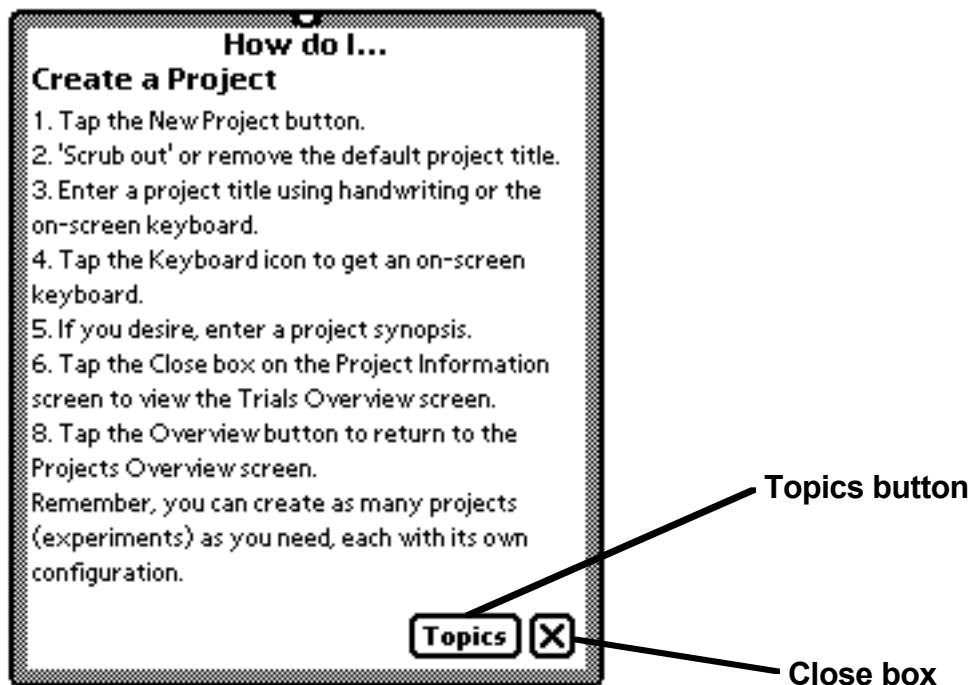 How do I...
Create a Project
1. Tap the New Project button.
2. 'Scrub out' or remove the default project title.
3. Enter a project title using handwriting or the
on-screen keyboard.
4. Tap the Keyboard icon to get an on-screen
keyboard.
5. If you desire, enter a project synopsis.
6. Tap the Close box on the Project Information
screen to view the Trials Overview screen.
8. Tap the Overview button to return to the
Projects Overview screen.
Remember, you can create as many projects
(experiments) as you need, each with its own
configuration.
Topics button
Topics
Close box